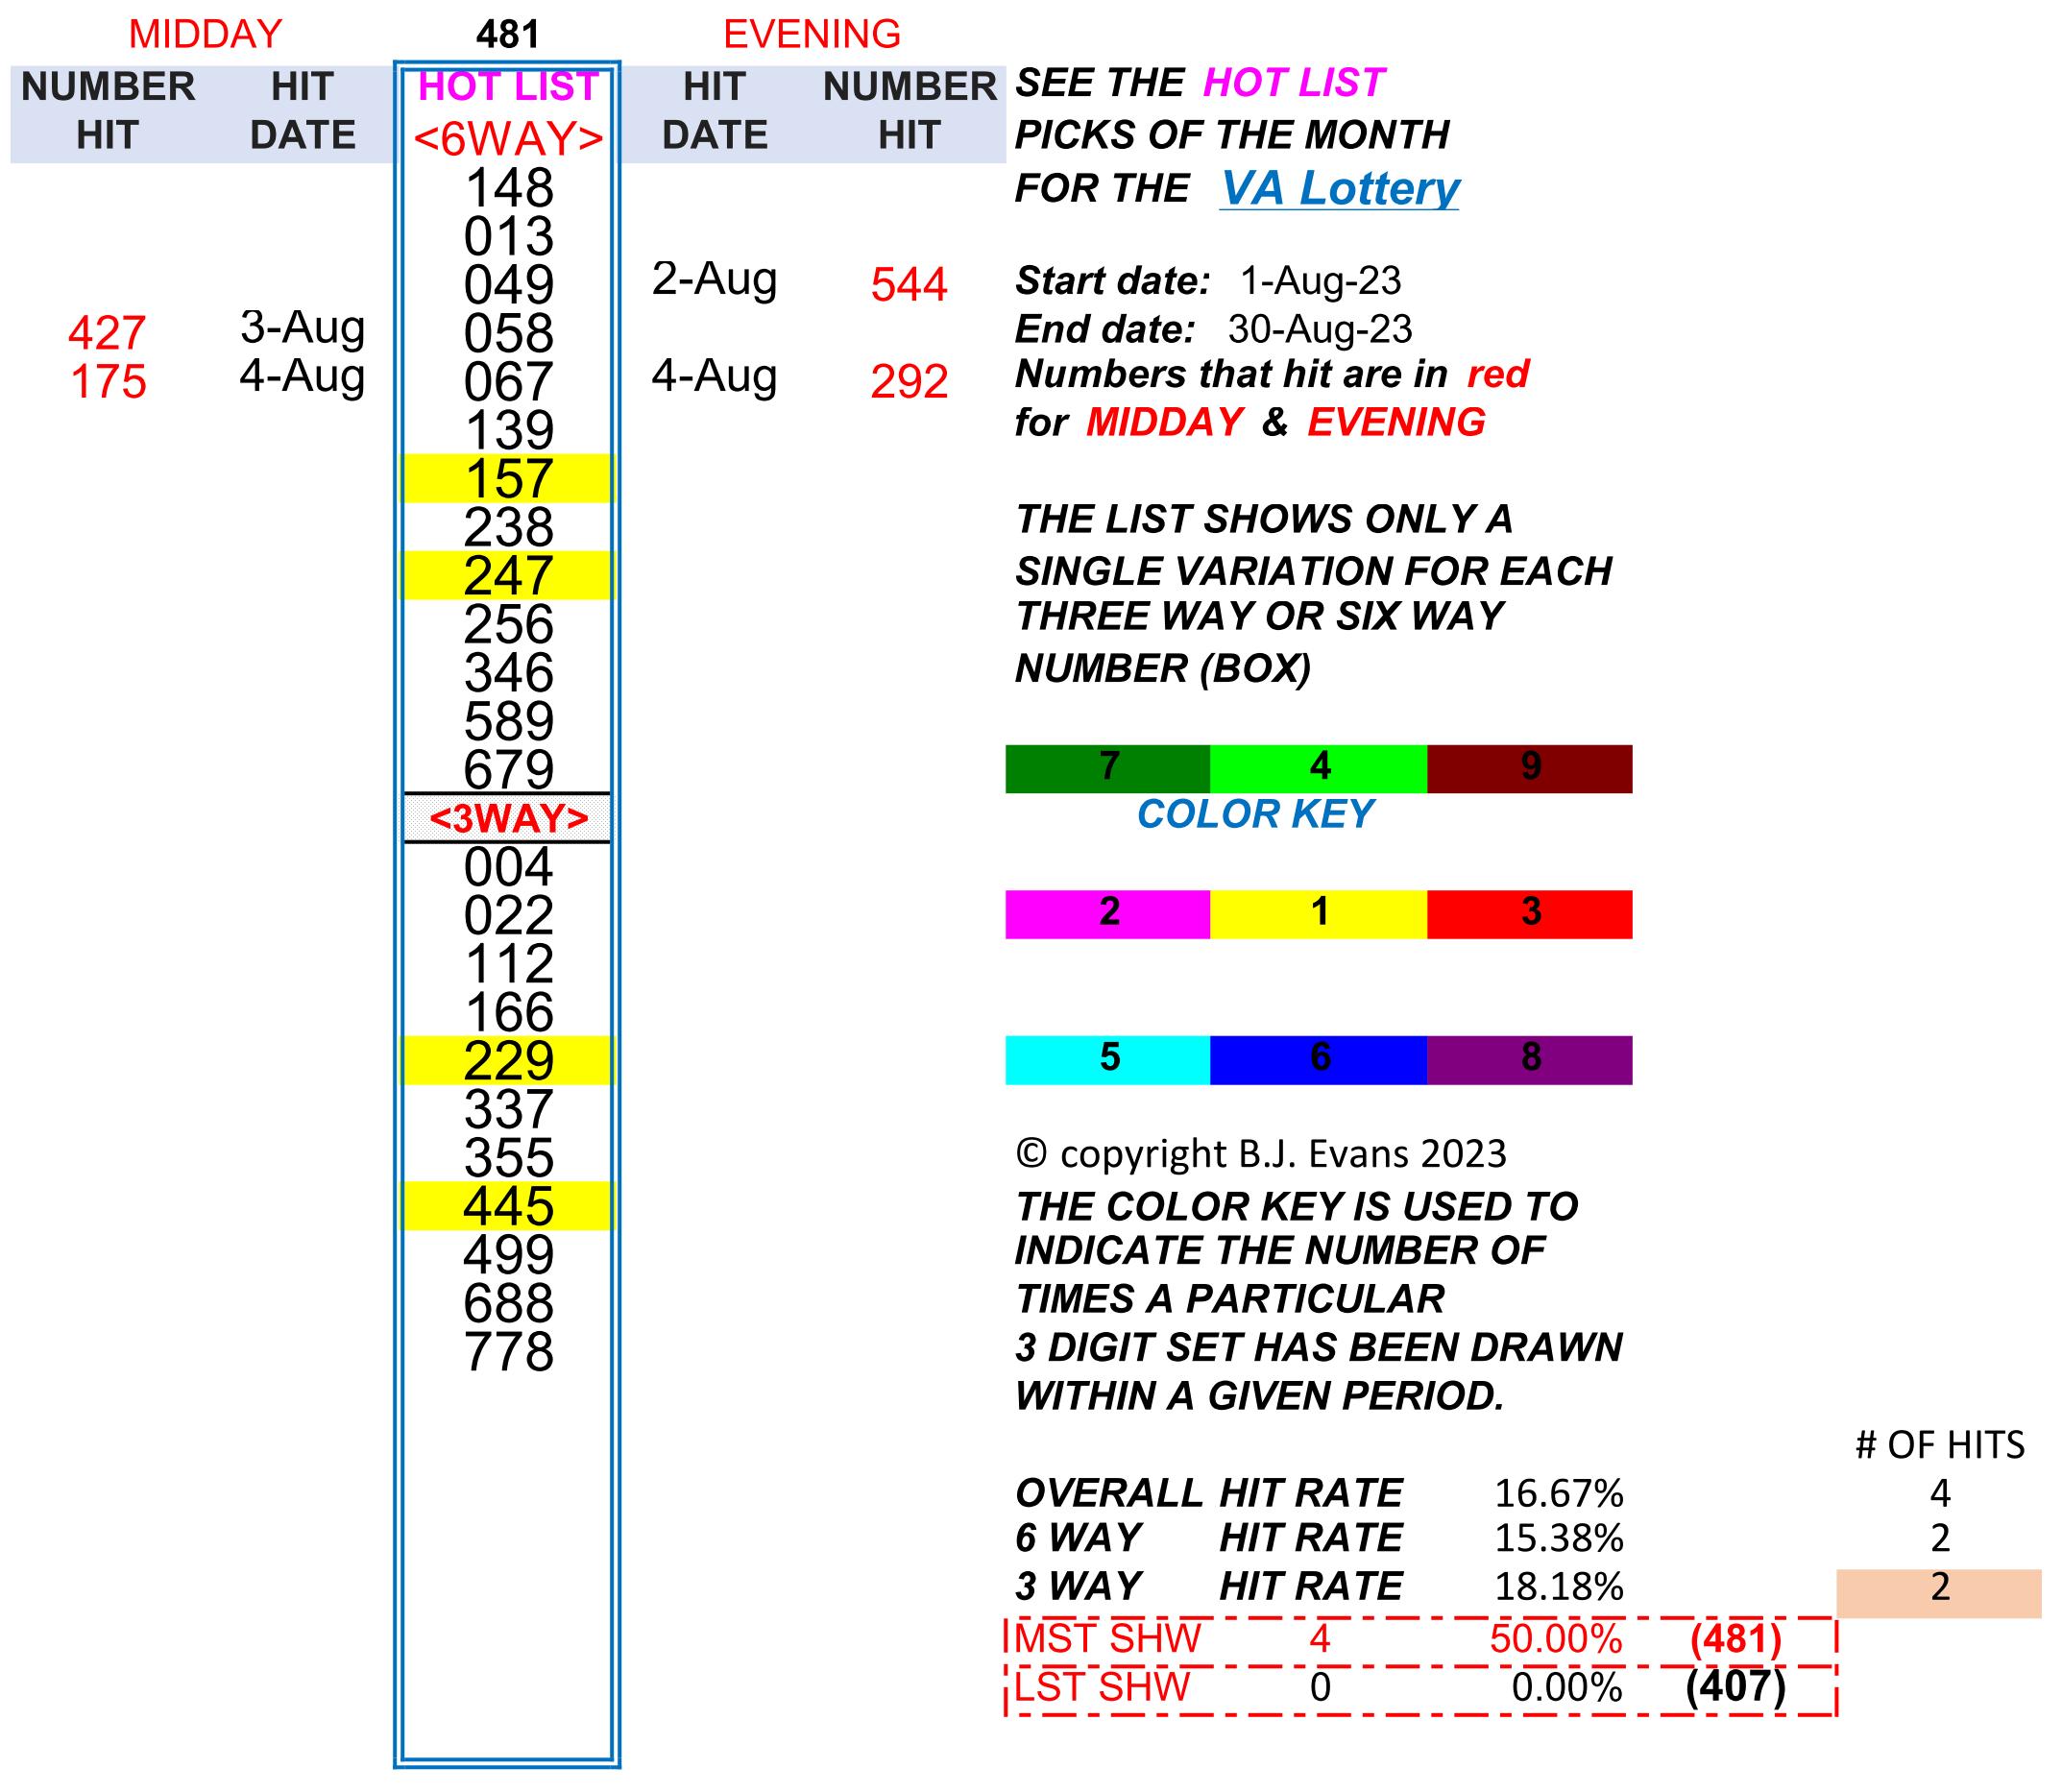 MIDDAY 481 EVENING
NUMBER HIT HOT LIST HIT NUMBER SEE THE HOT LIST
HIT DATE <6WAY> DATE HIT PICKS OF THE MONTH
148 FOR THE VA Lottery
013
049 2-Aug 544 Start date: 1-Aug-23
427 3-Aug 058 End date: 30-Aug-23
175 4-Aug 067 4-Aug 292 Numbers that hit are in red
139 for MIDDAY & EVENING
157
238 THE LIST SHOWS ONLY A
247 SINGLE VARIATION FOR EACH
256 THREE WAY OR SIX WAY
346 NUMBER (BOX)
589
679 7 4 9
<3WAY> COLOR KEY
004
022 2 1 3
112
166
229 5 6 8
337
355 © copyright B.J. Evans 2023
445 THE COLOR KEY IS USED TO
499 INDICATE THE NUMBER OF
688 TIMES A PARTICULAR
778 3 DIGIT SET HAS BEEN DRAWN
WITHIN A GIVEN PERIOD.
# OF HITS
OVERALL HIT RATE 16.67% 4
6 WAY HIT RATE 15.38% 2
3 WAY HIT RATE 18.18% 2
MST SHW 4 50.00% (481)
LST SHW 0 0.00% (407)